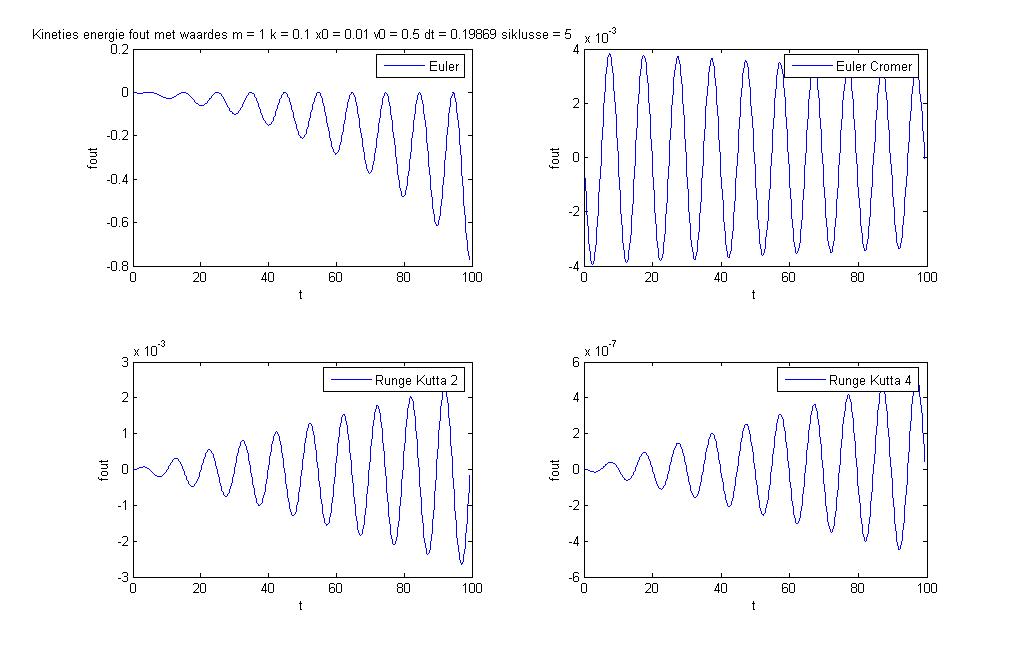 Kineties energie fout met waardes m = 1 k = 0.1 x0 = 0.01 v0 = 0.5 dt = 0.19869 siklusse = 5
0.2
0
-0.2
-0.4
-0.6
-0.8
fout
Euler
0 20 40 60 80 100
t
x 10^-3
4
2
0
-2
-4
fout
Euler Cromer
0 20 40 60 80 100
t
x 10^-3
3
2
1
0
-1
-2
-3
fout
Runge Kutta 2
0 20 40 60 80 100
t
x 10^-7
6
4
2
0
-2
-4
-6
fout
Runge Kutta 4
0 20 40 60 80 100
t